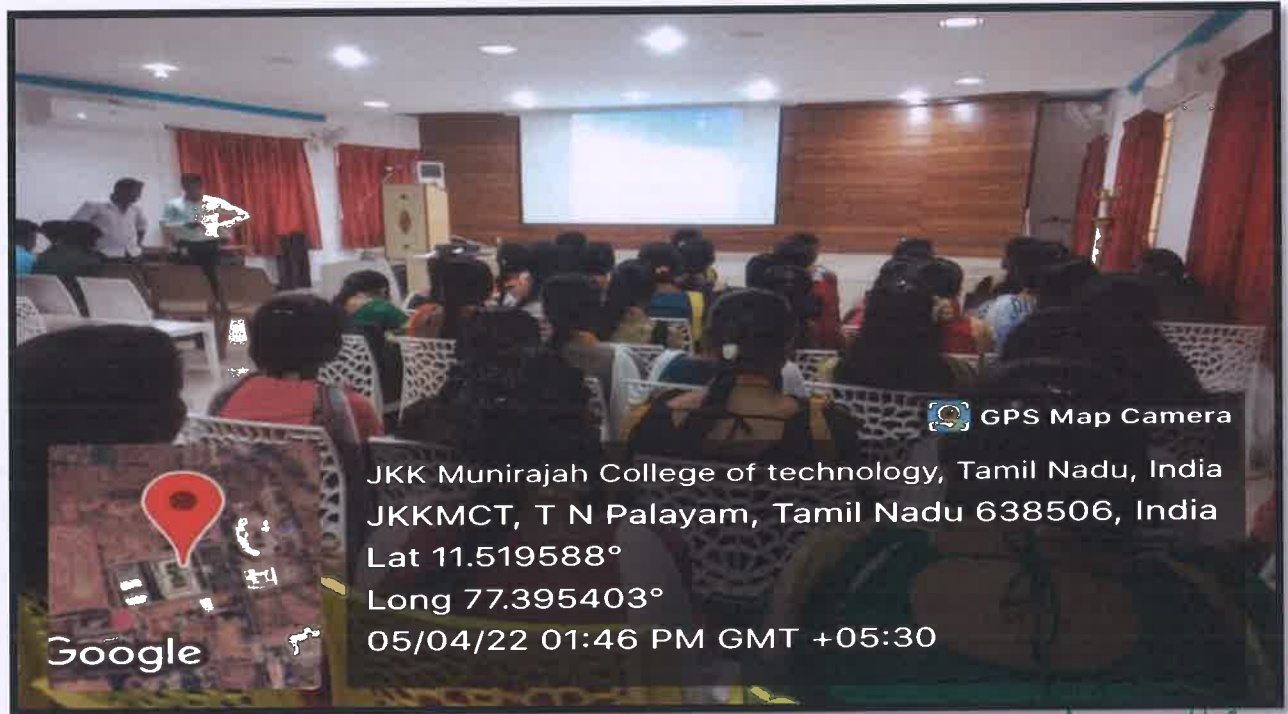 GPS Map Camera
JKK Munirajah College of technology, Tamil Nadu, India
JKKMCT, T N Palayam, Tamil Nadu 638506, India
Lat 11.519588°
Long 77.395403°
05/04/22 01:46 PM GMT +05:30
Google